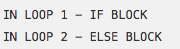 IN LOOP 1 - IF BLOCK
IN LOOP 2 - ELSE BLOCK